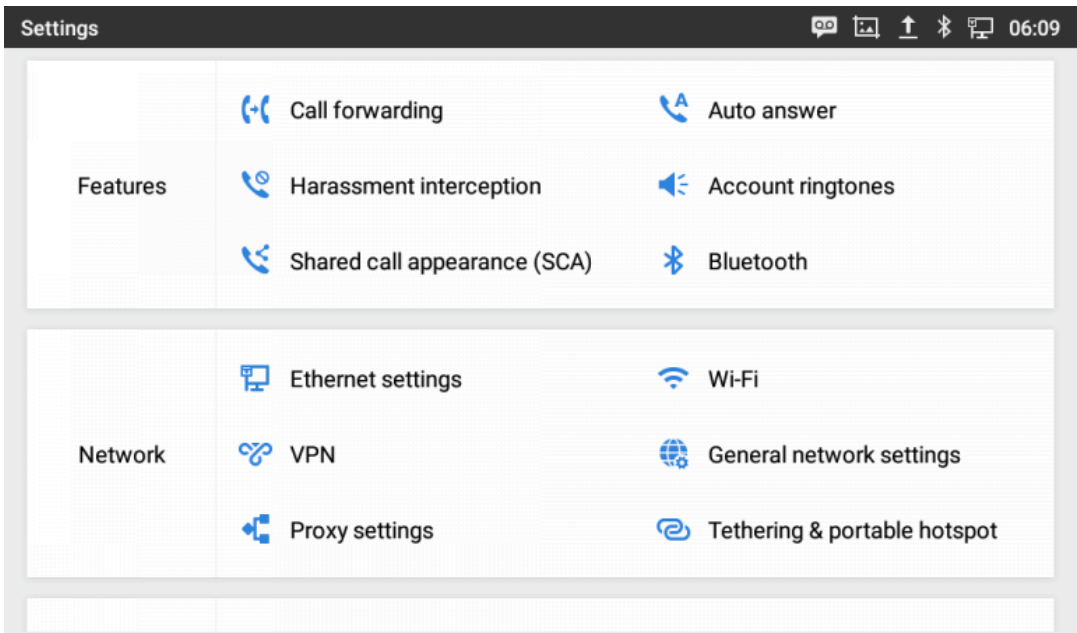 Settings 06:09
Call forwarding Auto answer
Features Harassment interception Account ringtones
Shared call appearance (SCA) Bluetooth
Ethernet settings Wi-Fi
Network VPN General network settings
Proxy settings Tethering & portable hotspot